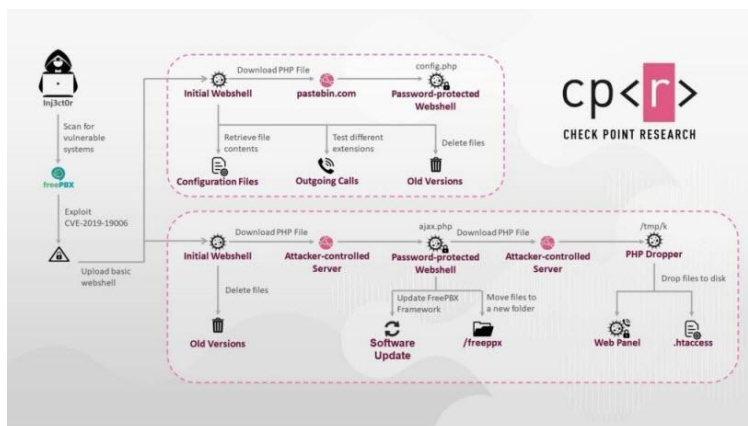 Inj3ct0r
Scan for
vulnerable
systems
freePBX
Exploit
CVE-2019-19006
Upload basic
webshell
Initial Webshell
Download PHP File
pastebin.com
config.php
Password-protected
Webshell
Retrieve file
contents
Configuration Files
Test different
extensions
Outgoing Calls
Delete files
Old Versions
cp<r>
CHECK POINT RESEARCH
Initial Webshell
Download PHP File
Attacker-controlled
Server
ajax.php
Password-protected
Webshell
Download PHP File
Attacker-controlled
Server
/tmp/k
PHP Dropper
Delete files
Old Versions
Update FreePBX
Framework
Software
Update
Move files to
a new folder
/freeppx
Drop files to disk
Web Panel
.htaccess